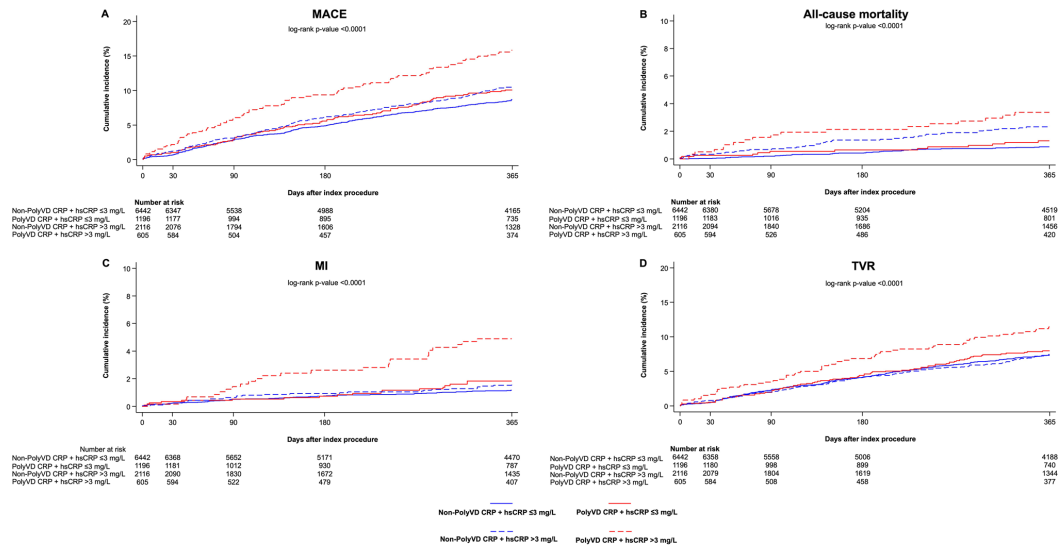 A
MACE
log-rank p-value <0.0001
Cumulative incidence (%)
20
15
10
5
0
0 30 90 180 365
Days after index procedure
Number at risk
Non-PolyVD CRP + hsCRP ≤3 mg/L 6442 6347 5538 4988 4165
PolyVD CRP + hsCRP ≤3 mg/L 1196 1177 994 895 735
Non-PolyVD CRP + hsCRP >3 mg/L 2116 2076 1794 1606 1328
PolyVD CRP + hsCRP >3 mg/L 605 584 504 457 374
B
All-cause mortality
log-rank p-value <0.0001
Cumulative incidence (%)
10
8
6
4
2
0
0 30 90 180 365
Days after index procedure
Number at risk
Non-PolyVD CRP + hsCRP ≤3 mg/L 6442 6380 5678 5204 4519
PolyVD CRP + hsCRP ≤3 mg/L 1196 1183 1016 935 801
Non-PolyVD CRP + hsCRP >3 mg/L 2116 2094 1840 1686 1456
PolyVD CRP + hsCRP >3 mg/L 605 594 526 486 420
C
MI
log-rank p-value <0.0001
Cumulative incidence (%)
10
8
6
4
2
0
0 30 90 180 365
Days after index procedure
Number at risk
Non-PolyVD CRP + hsCRP ≤3 mg/L 6442 6368 5652 5171 4470
PolyVD CRP + hsCRP ≤3 mg/L 1196 1181 1012 930 787
Non-PolyVD CRP + hsCRP >3 mg/L 2116 2090 1830 1672 1435
PolyVD CRP + hsCRP >3 mg/L 605 594 522 479 407
D
TVR
log-rank p-value <0.0001
Cumulative incidence (%)
20
15
10
5
0
0 30 90 180 365
Days after index procedure
Number at risk
Non-PolyVD CRP + hsCRP ≤3 mg/L 6442 6358 5558 5006 4188
PolyVD CRP + hsCRP ≤3 mg/L 1196 1180 998 899 740
Non-PolyVD CRP + hsCRP >3 mg/L 2116 2079 1804 1619 1344
PolyVD CRP + hsCRP >3 mg/L 605 584 508 458 377
Non-PolyVD CRP + hsCRP ≤3 mg/L PolyVD CRP + hsCRP ≤3 mg/L
Non-PolyVD CRP + hsCRP >3 mg/L PolyVD CRP + hsCRP >3 mg/L